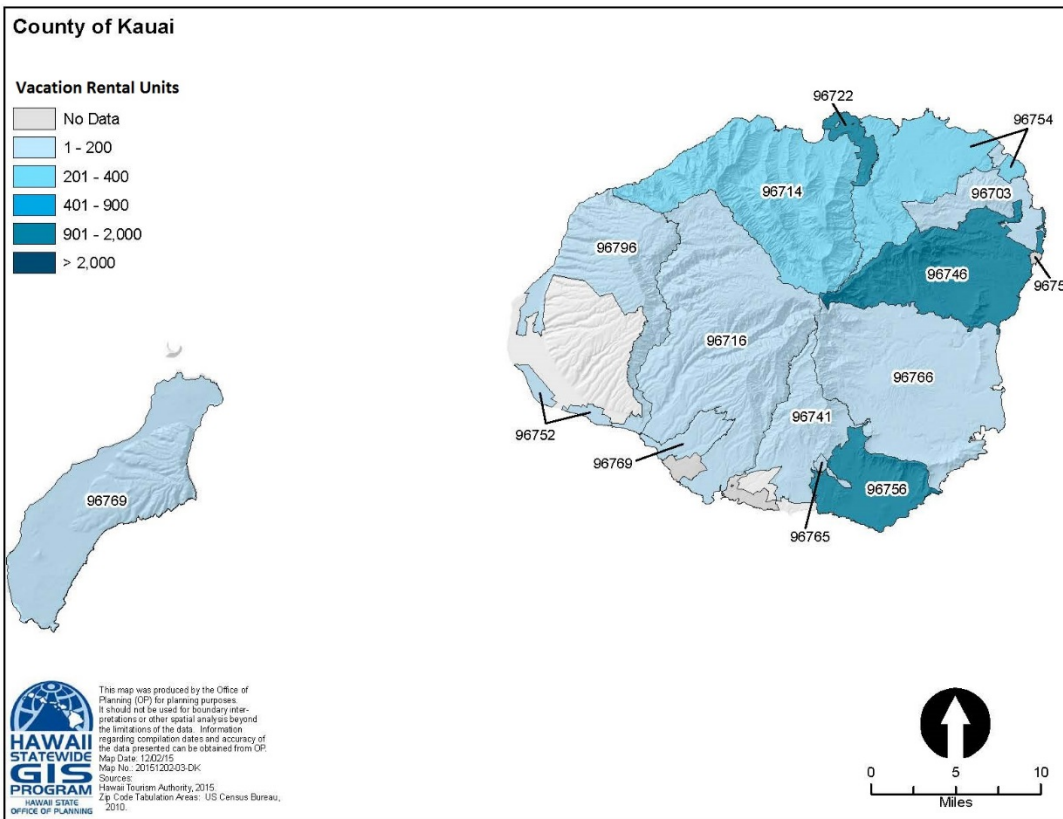 County of Kauai
Vacation Rental Units
No Data
1 - 200
201 - 400
401 - 900
901 - 2,000
> 2,000
96722
96754
96714
96703
96796
96746
9675
96716
96766
96741
96752
96769
96769
96756
96765
This map was produced by the Office of
Planning (OP) for planning purposes.
It should not be used for boundary inter-
pretations or other spatial analysis beyond
the limitations of the data. Information
regarding compilation dates and accuracy of
the data presented can be obtained from OP.
Map Date: 12/02/15
Map No.: 20151202-03-DK
Sources:
Hawaii Tourism Authority, 2015.
Zip Code Tabulation Areas: US Census Bureau,
2010.
HAWAII
STATEWIDE
GIS
PROGRAM
HAWAII STATE
OFFICE OF PLANNING
0 5 10
Miles